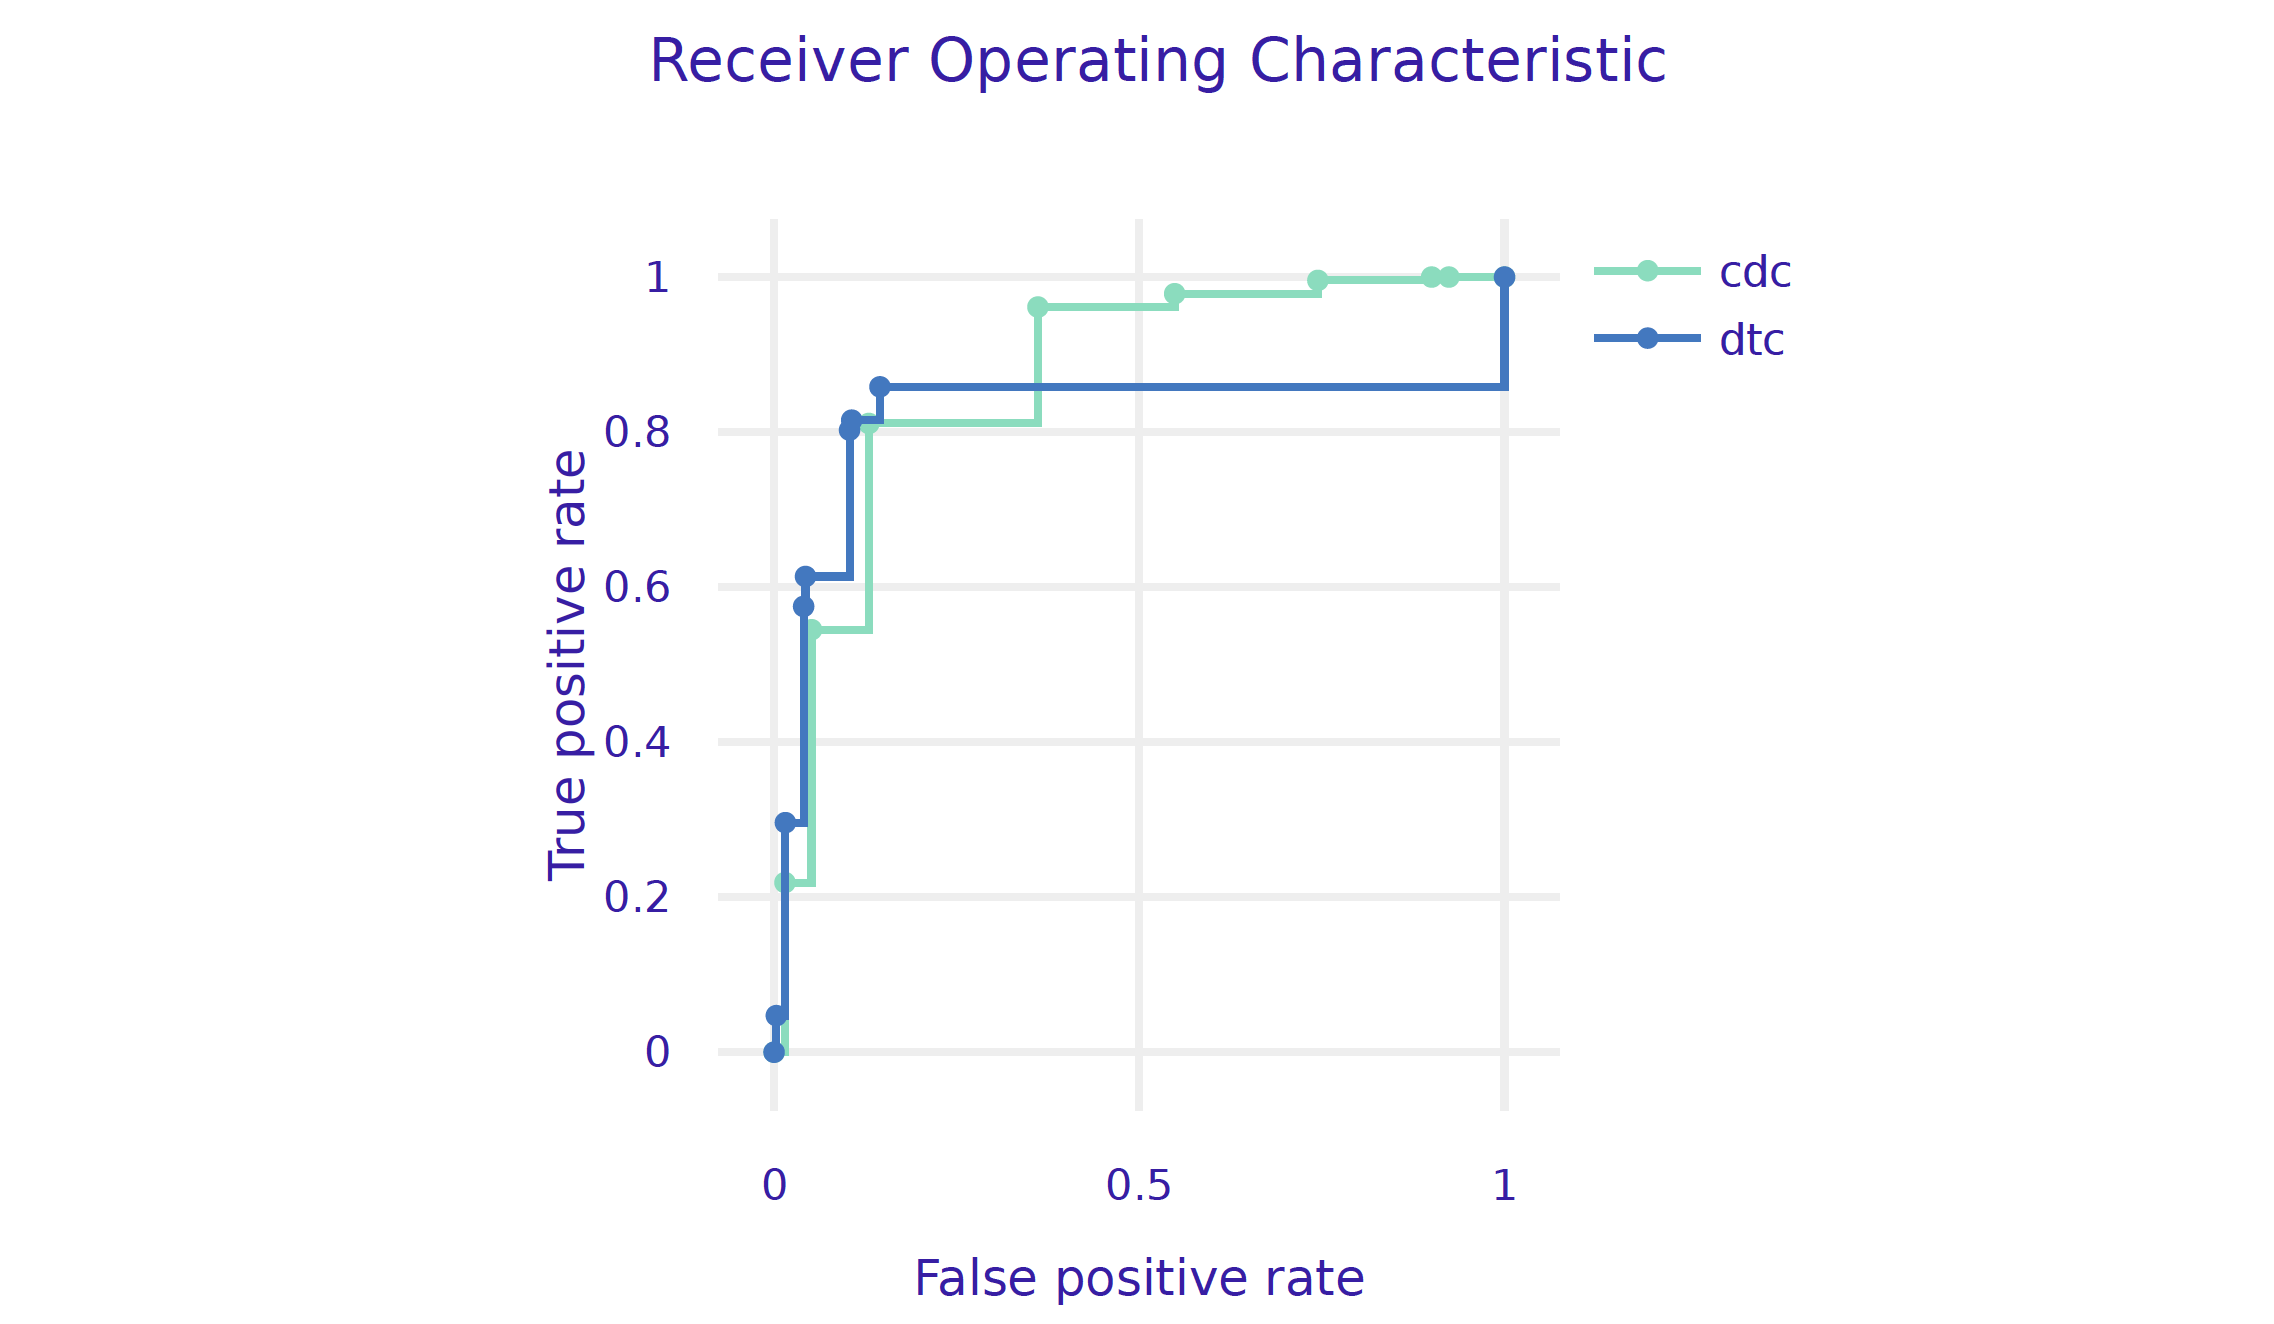 Receiver Operating Characteristic
cdc
dtc
1
0.8
0.6
0.4
0.2
0
True positive rate
0
0.5
1
False positive rate